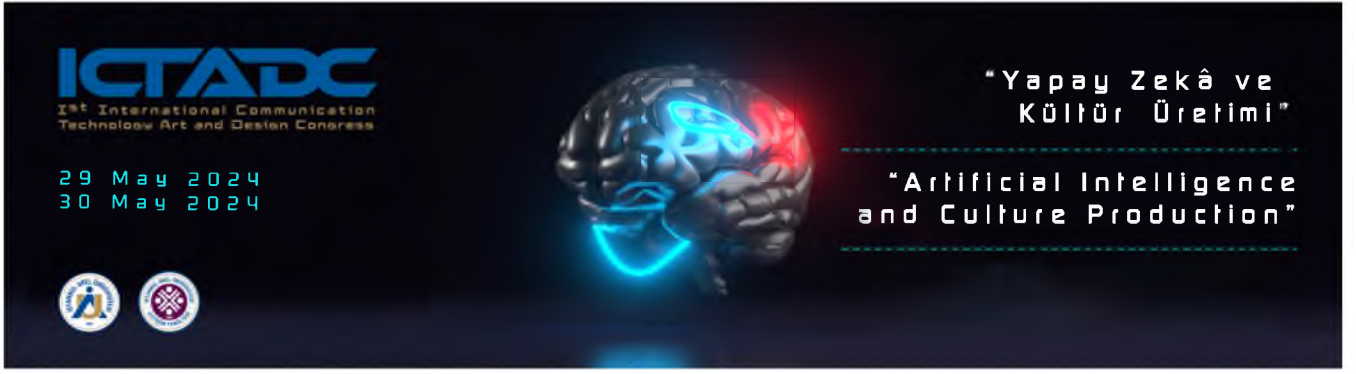 ICTADC
Ist International Communication
Technology Art and Design Congress
29 May 2024
30 May 2024
"Yapay Zekâ ve
Kültür Üretimi"
"Artificial Intelligence
and Culture Production"